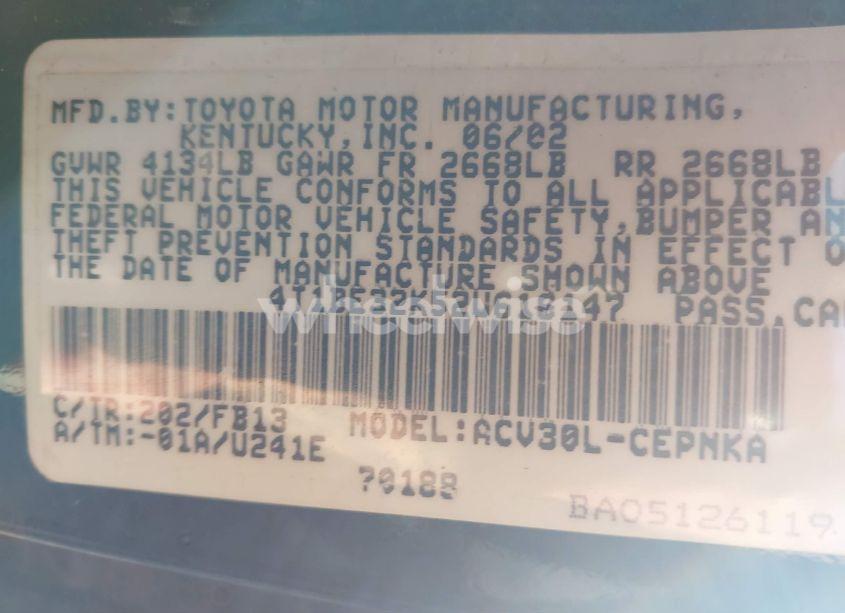 MFD.BY:TOYOTA MOTOR MANUFACTURING,
KENTUCKY,INC. 06/02
GVWR 4134LB GAWR FR 2668LB RR 2668LB
THIS VEHICLE CONFORMS TO ALL APPLICABL
FEDERAL MOTOR VEHICLE SAFETY,BUMPER AN
THEFT PREVENTION STANDARDS IN EFFECT O
THE DATE OF MANUFACTURE SHOWN ABOVE
PASS.CA
wheelwise
C/TR:202/FB13 MODEL:ACV30L-CEPNKA
A/TM:-01A/U241E
70188
BA05126119